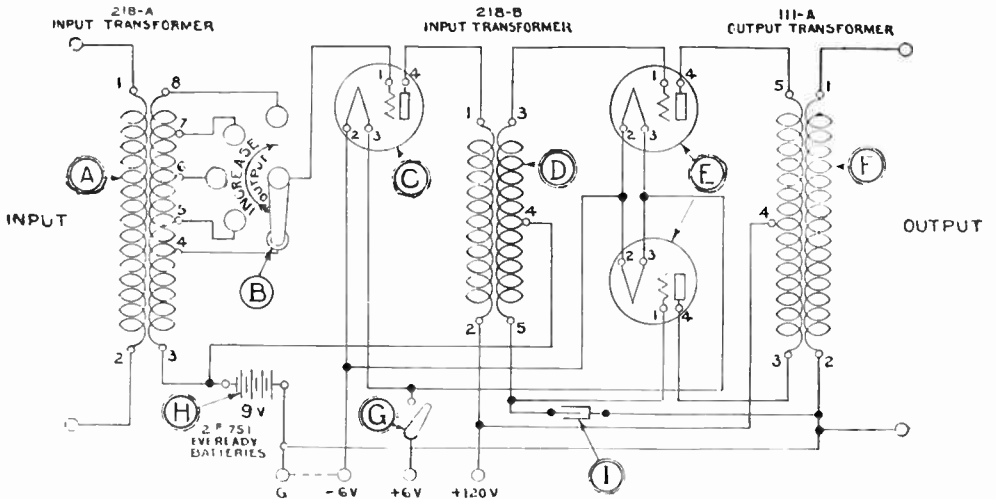 218-A
INPUT TRANSFORMER
218-B
INPUT TRANSFORMER
111-A
OUTPUT TRANSFORMER
1
8
7
6
5
4
2
3
A
INCREASE
OUTPUT
B
INPUT
1
4
2
3
C
1
3
4
2
5
D
1
4
2
3
E
2
3
1
4
5
1
4
3
2
F
OUTPUT
H
9V
2 # 751
EVEREADY
BATTERIES
G
I
G
-6V
+6V
+120V